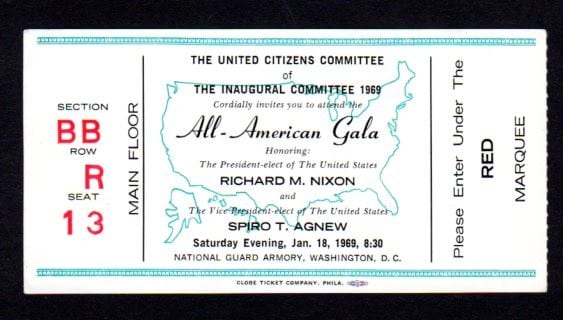 SECTION
BB
ROW
R
SEAT
13
MAIN FLOOR
THE UNITED CITIZENS COMMITTEE
of
THE INAUGURAL COMMITTEE 1969
Cordially invites you to attend the
All-American Gala
Honoring:
The President-elect of The United States
RICHARD M. NIXON
and
The Vice-President-elect of The United States
SPIRO T. AGNEW
Saturday Evening, Jan. 18, 1969, 8:30
NATIONAL GUARD ARMORY, WASHINGTON, D. C.
Please Enter Under The
RED
MARQUEE
GLOBE TICKET COMPANY, PHILA.